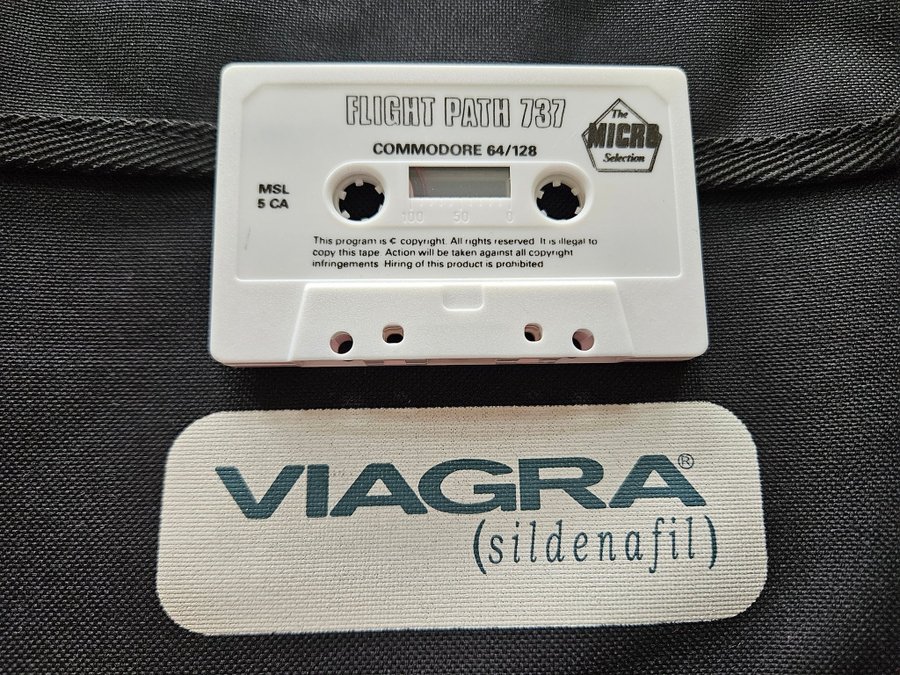 FLIGHT PATH 737
The
MICRO
Selection
COMMODORE 64/128
MSL
5 CA
100 50 0
This program is © copyright. All rights reserved. It is illegal to
copy this tape. Action will be taken against all copyright
infringements. Hiring of this product is prohibited
VIAGRA®
(sildenafil)